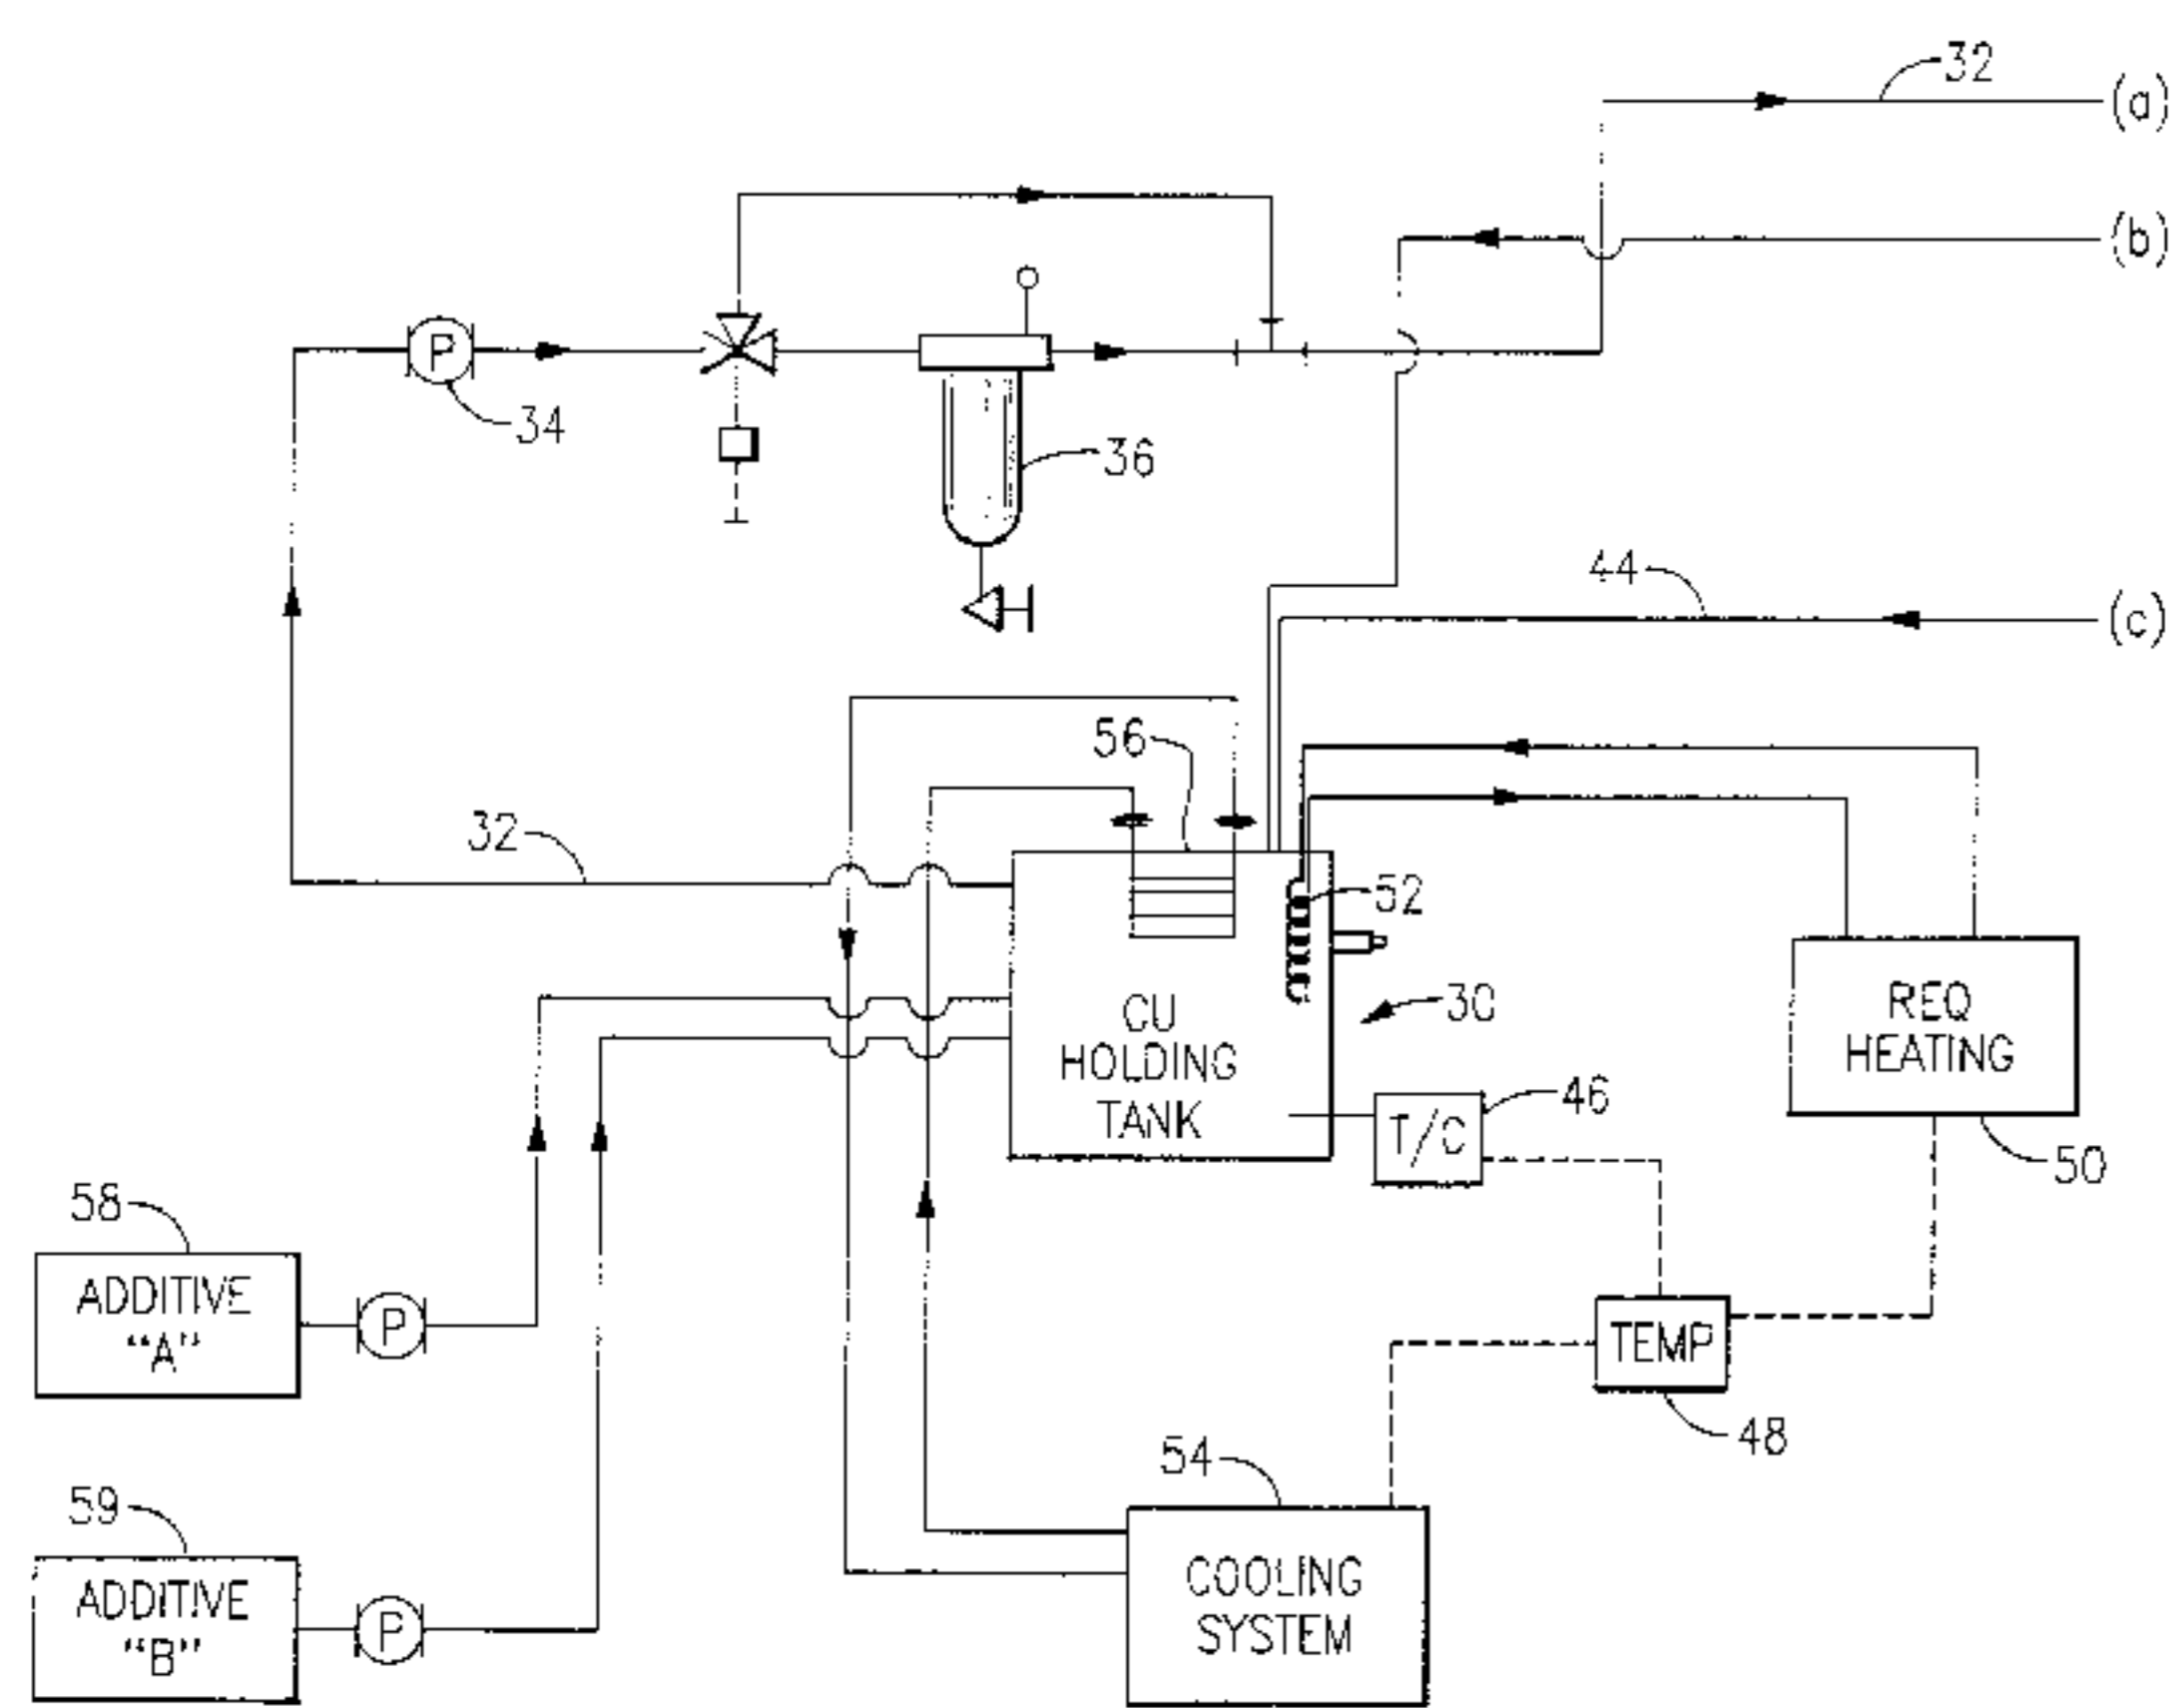 32
(a)
(b)
P
34
36
44
(c)
56
32
52
CU
HOLDING
TANK
30
REQ
HEATING
46
T/C
50
58
ADDITIVE
"A"
P
TEMP
48
54
59
ADDITIVE
"B"
P
COOLING
SYSTEM